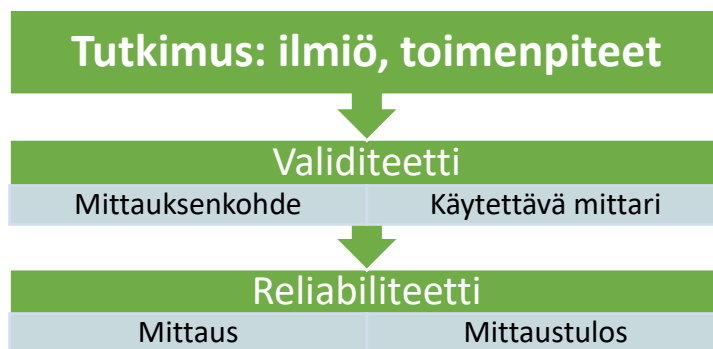 Tutkimus: ilmiö, toimenpiteet
Validiteetti
Mittauksenkohde Käytettävä mittari
Reliabiliteetti
Mittaus Mittaustulos